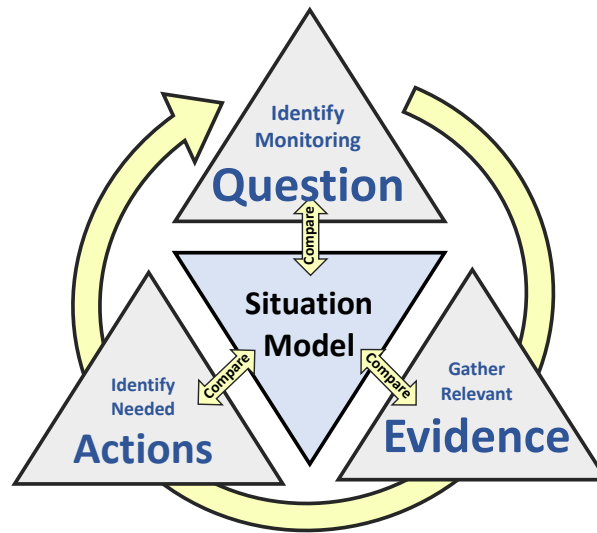 Identify
Monitoring
Question
Compare
Situation
Model
Compare
Compare
Identify
Needed
Actions
Gather
Relevant
Evidence